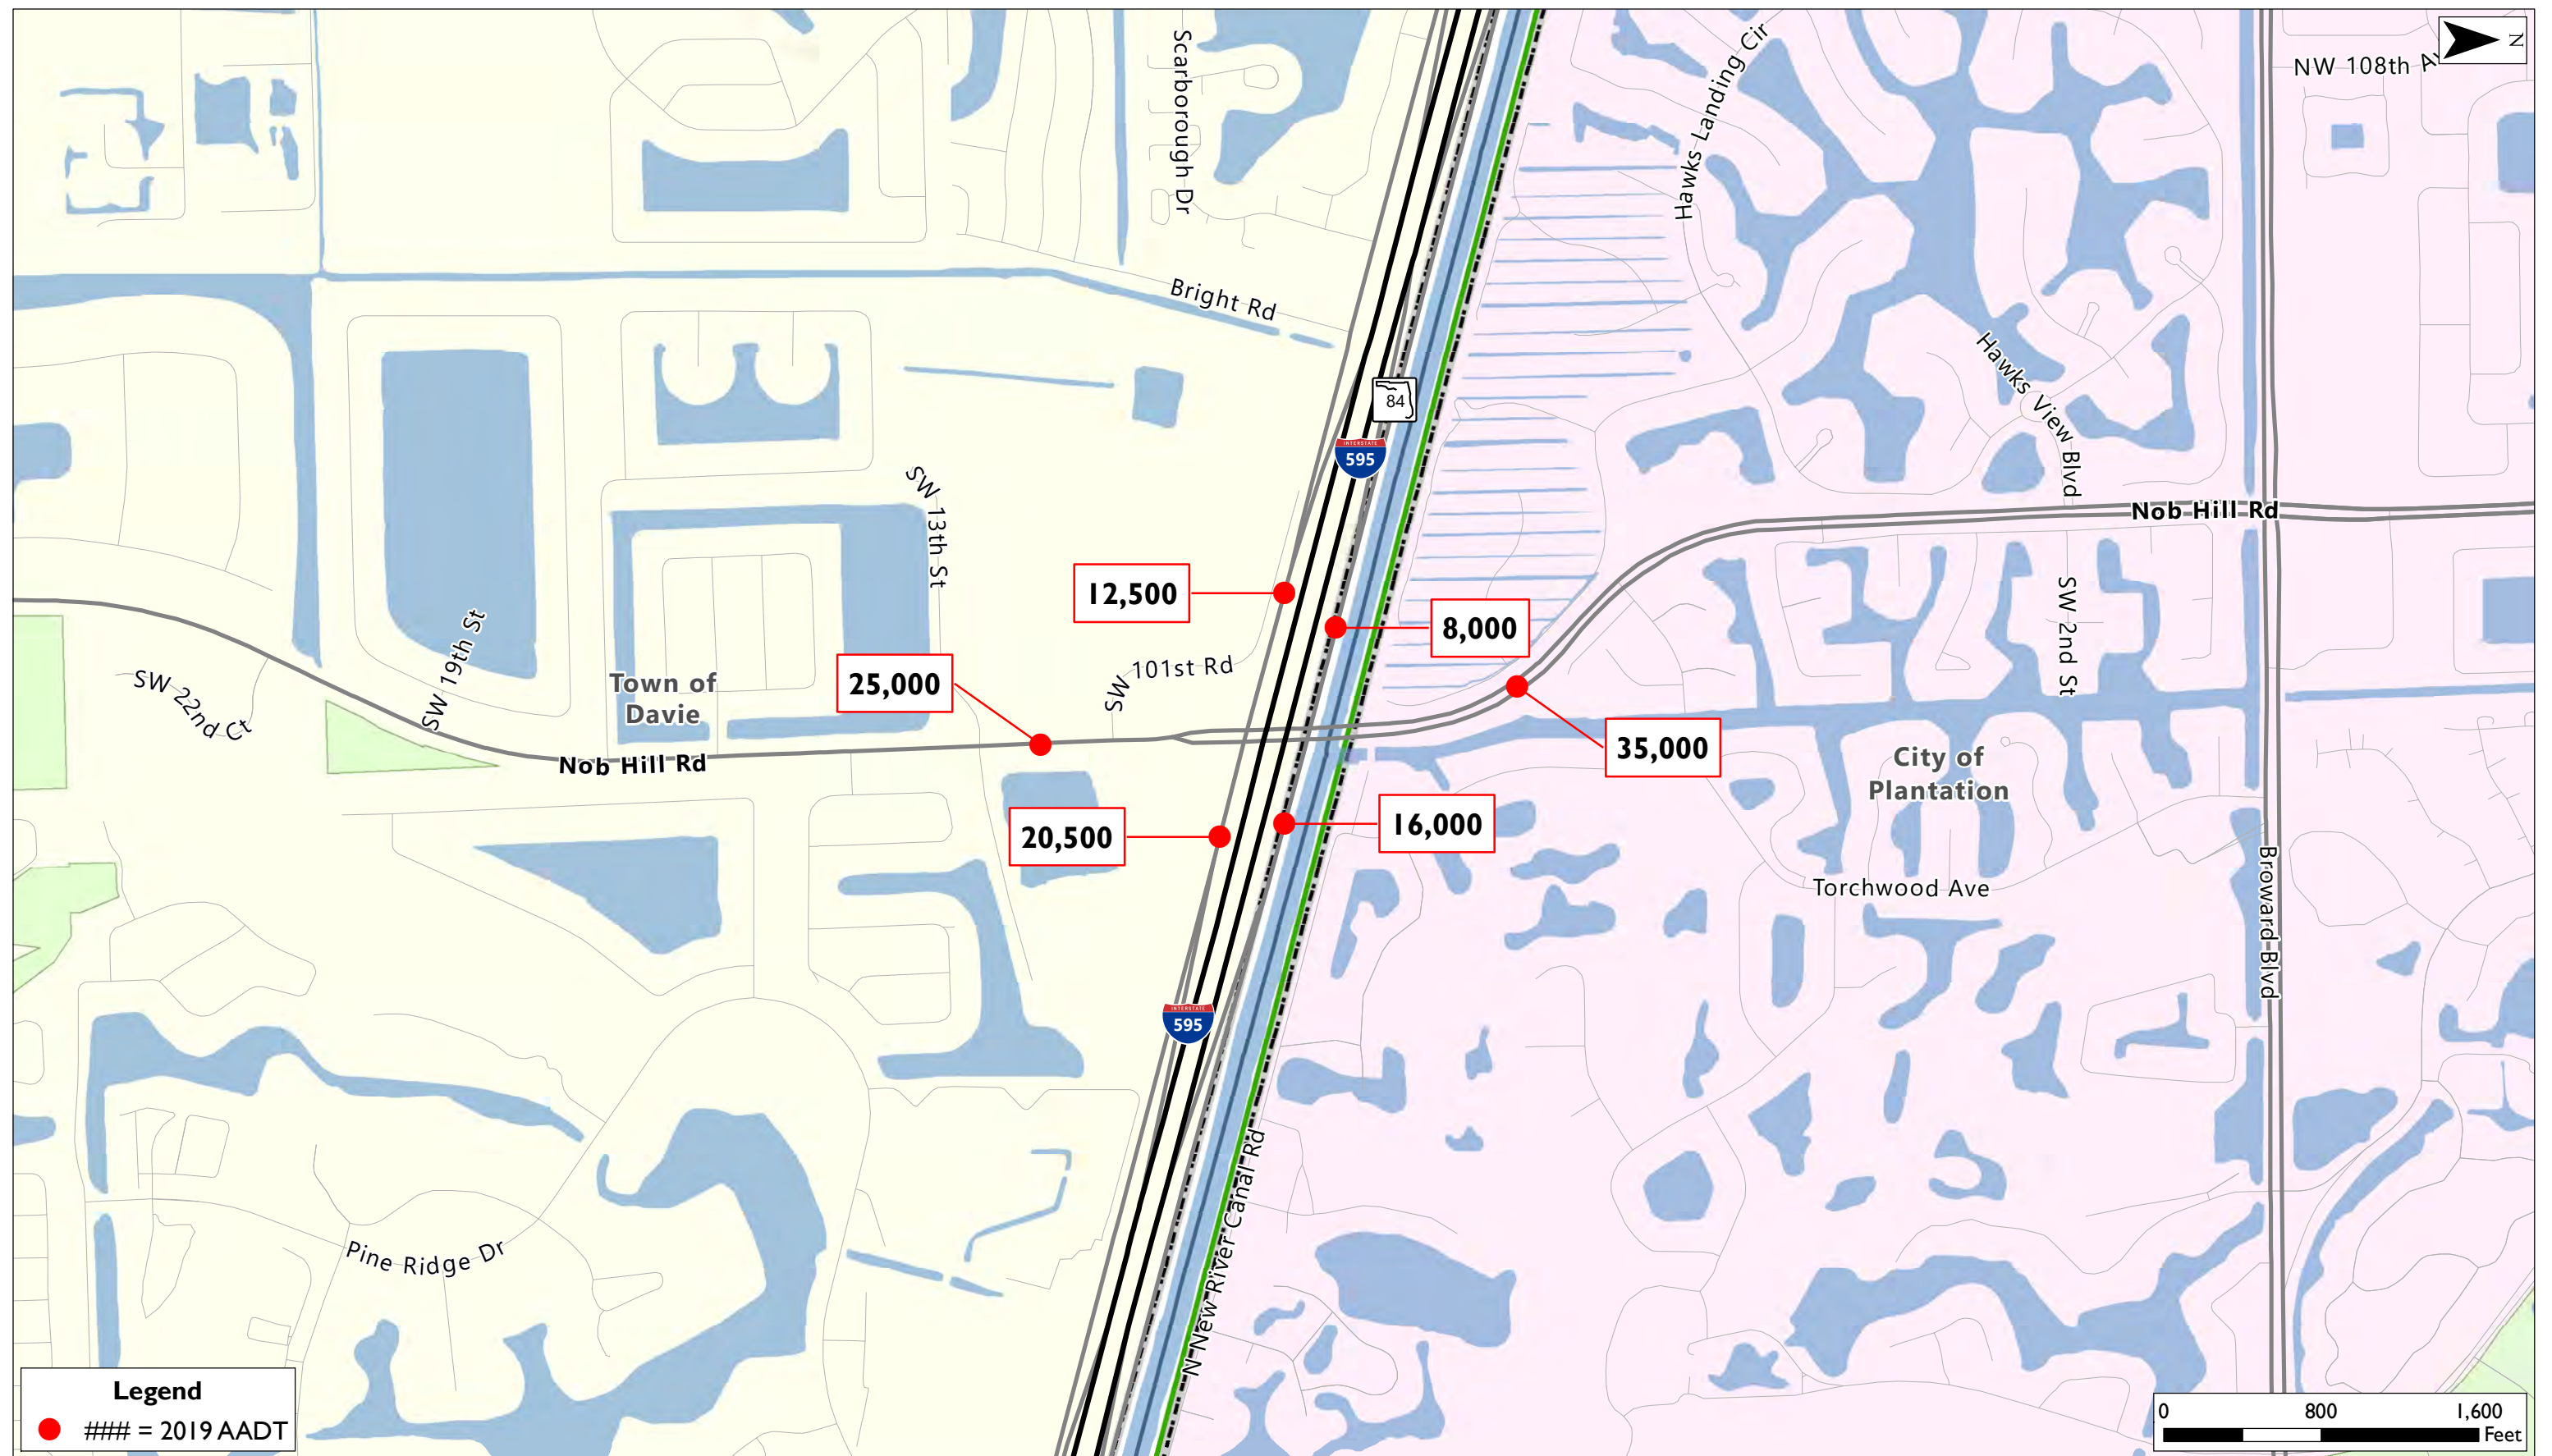 Scarborough Dr
Hawks Landing Cir
NW 108th
N
Bright Rd
84
INTERSTATE
595
Hawks View Blvd
SW 13th St
Nob Hill Rd
12,500
8,000
SW 2nd St
SW 19th St
SW 101st Rd
SW 22nd Ct
Town of
Davie
25,000
35,000
City of
Plantation
Nob Hill Rd
20,500
16,000
Torchwood Ave
Broward Blvd
INTERSTATE
595
N New River Canal Rd
Pine Ridge Dr
Legend
### = 2019 AADT
0 800 1,600
Feet